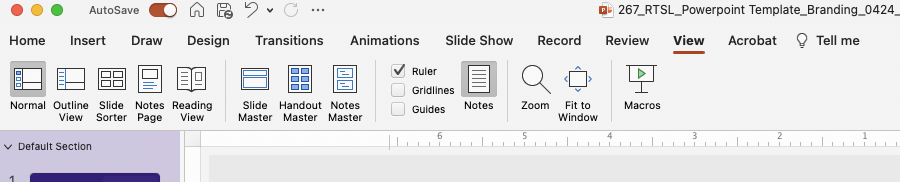 AutoSave
267_RTSL_Powerpoint Template_Branding_0424_
Home Insert Draw Design Transitions Animations Slide Show Record Review View Acrobat Tell me
Normal
Outline View
Slide Sorter
Notes Page
Reading View
Slide Master
Handout Master
Notes Master
Ruler
Gridlines
Guides
Notes
Zoom
Fit to Window
Macros
Default Section
6 5 4 3 2 1
1